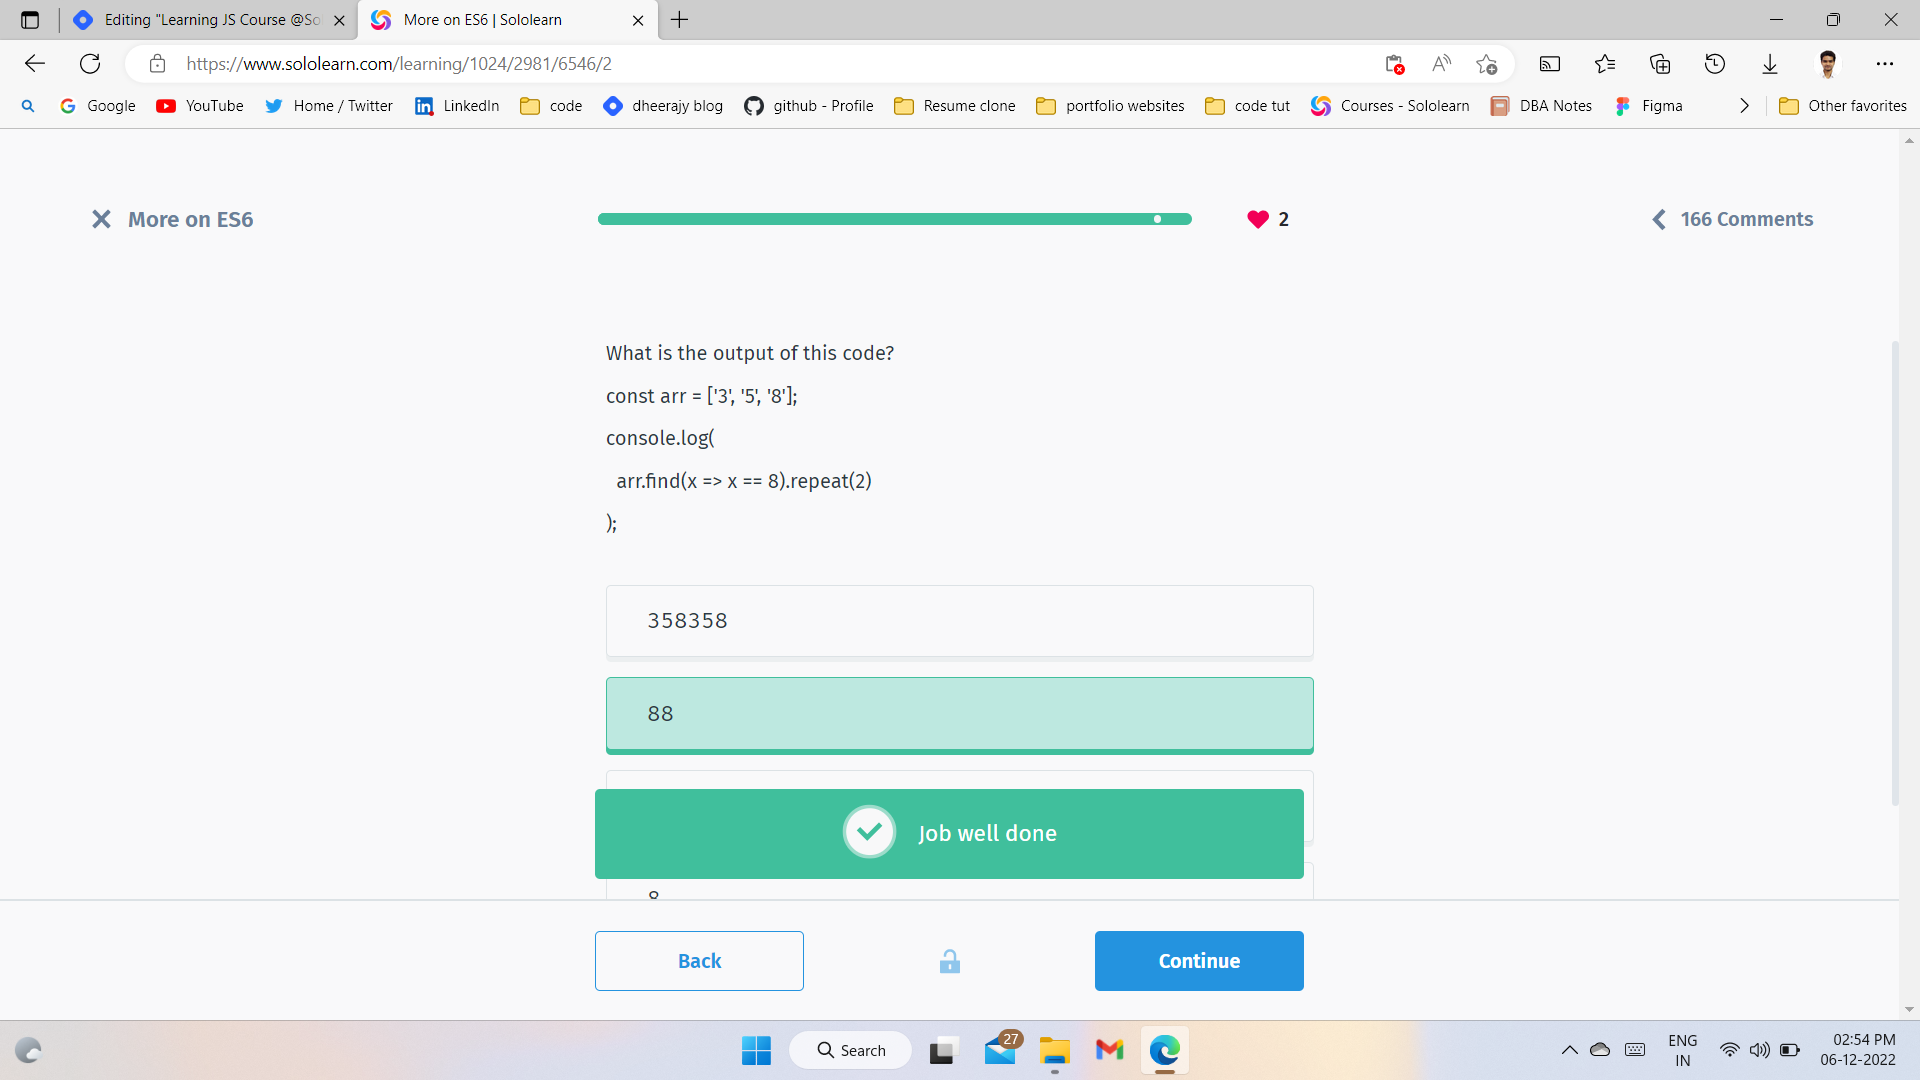 Editing "Learning JS Course @So
More on ES6 | Sololearn
https://www.sololearn.com/learning/1024/2981/6546/2
Google YouTube Home / Twitter LinkedIn code dheerajy blog github - Profile Resume clone portfolio websites code tut Courses - Sololearn DBA Notes Figma Other favorites
More on ES6
2
166 Comments
What is the output of this code?
const arr = ['3', '5', '8'];
console.log(
arr.find(x => x == 8).repeat(2)
);
358358
88
Job well done
8
Back
Continue
Search
27
ENG
IN
02:54 PM
06-12-2022